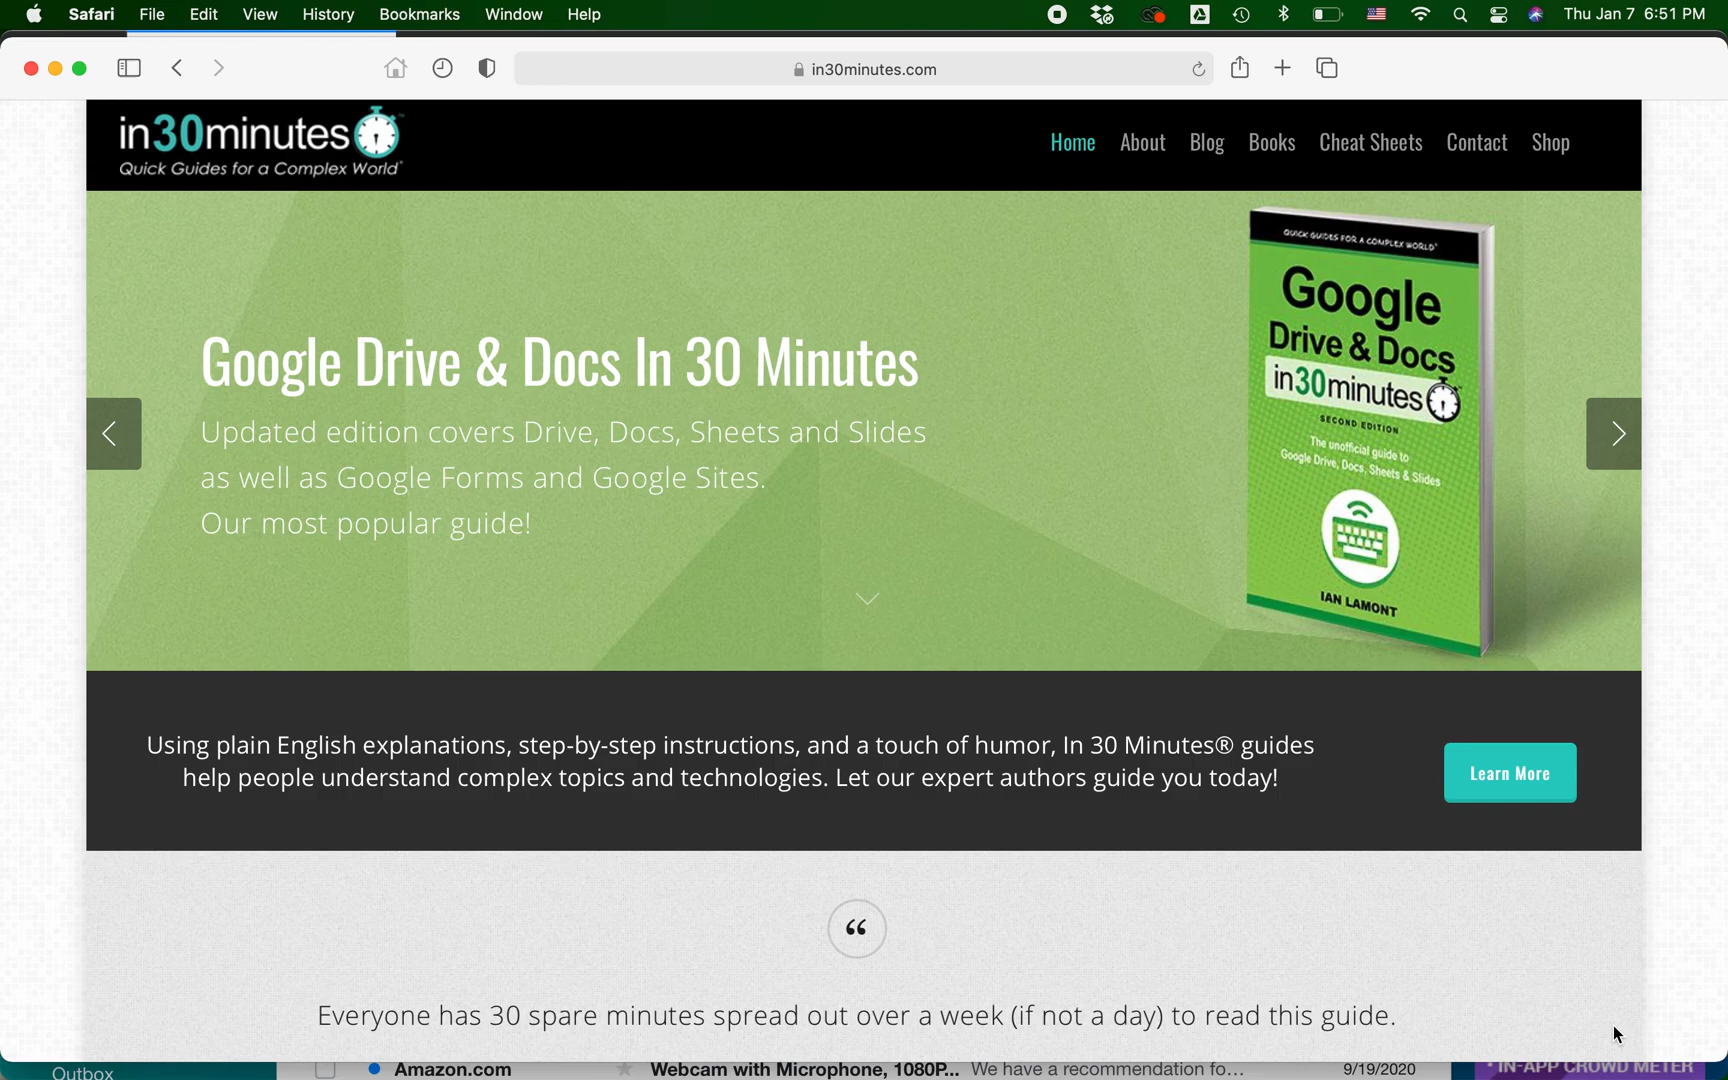 Safari File Edit View History Bookmarks Window Help Thu Jan 7 6:51 PM
in30minutes.com
in30minutes
Quick Guides for a Complex World
Home About Blog Books Cheat Sheets Contact Shop
Google Drive & Docs In 30 Minutes
Updated edition covers Drive, Docs, Sheets and Slides
as well as Google Forms and Google Sites.
Our most popular guide!
QUICK GUIDES FOR A COMPLEX WORLD
Google
Drive & Docs
in30minutes
SECOND EDITION
The unofficial guide to
Google Drive, Docs, Sheets & Slides
IAN LAMONT
Using plain English explanations, step-by-step instructions, and a touch of humor, In 30 Minutes® guides
help people understand complex topics and technologies. Let our expert authors guide you today!
Learn More
“
Everyone has 30 spare minutes spread out over a week (if not a day) to read this guide.
Outbox Amazon.com Webcam with Microphone, 1080P... We have a recommendation fo... 9/19/2020 • IN-APP CROWD METER